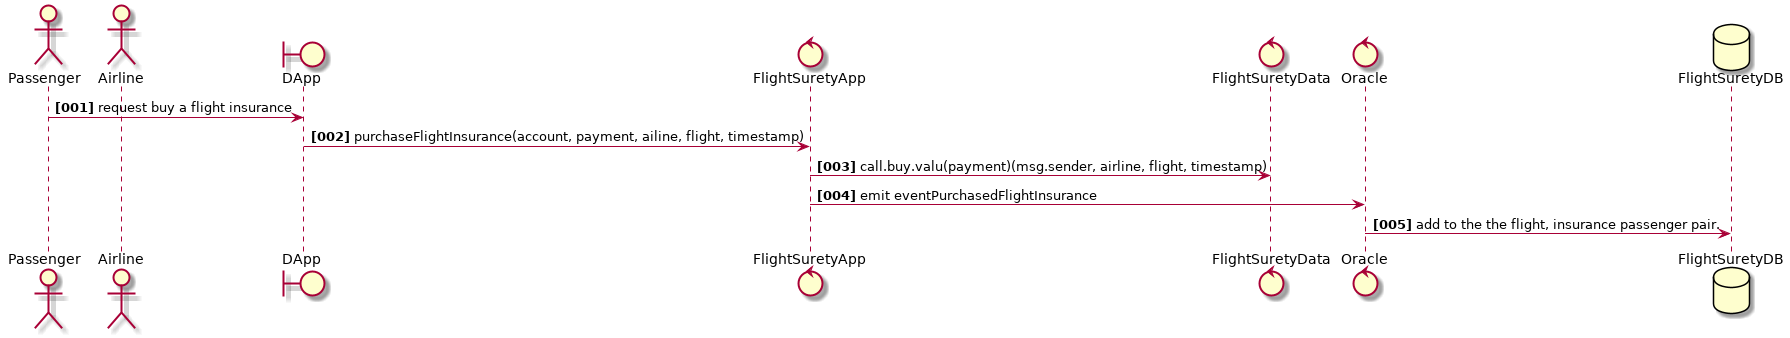 Passenger Airline DApp FlightSuretyApp FlightSuretyData Oracle FlightSuretyDB
[001] request buy a flight insurance
[002] purchaseFlightInsurance(account, payment, ailine, flight, timestamp)
[003] call.buy.valu(payment)(msg.sender, airline, flight, timestamp)
[004] emit eventPurchasedFlightInsurance
[005] add to the the flight, insurance passenger pair.
Passenger Airline DApp FlightSuretyApp FlightSuretyData Oracle FlightSuretyDB